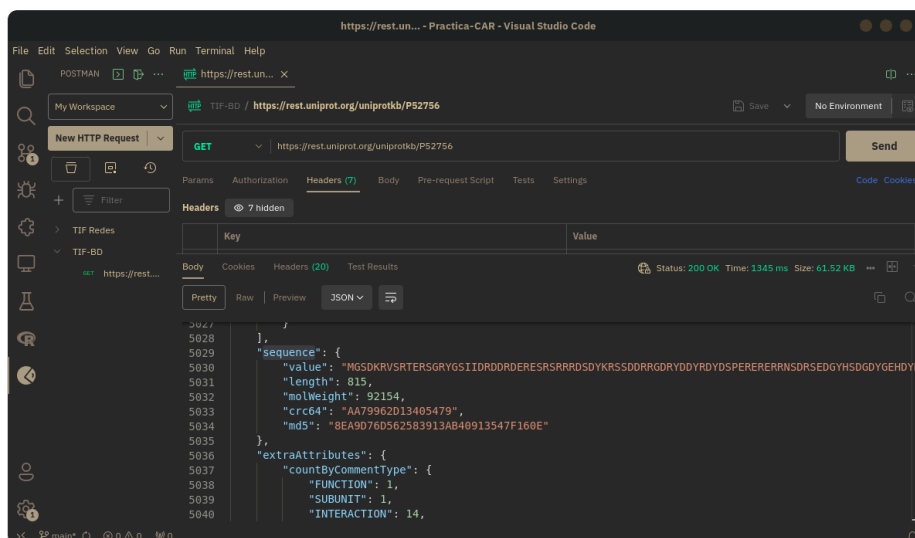 https://rest.un... - Practica-CAR - Visual Studio Code
File Edit Selection View Go Run Terminal Help
POSTMAN
https://rest.un...
My Workspace
TIF-BD / https://rest.uniprot.org/uniprotkb/P52756
Save
No Environment
New HTTP Request
GET
https://rest.uniprot.org/uniprotkb/P52756
Send
Params Authorization Headers (7) Body Pre-request Script Tests Settings
Code Cookies
Filter
Headers 7 hidden
TIF Redes
Key Value
TIF-BD
GET https://rest....
Body Cookies Headers (20) Test Results
Status: 200 OK Time: 1345 ms Size: 61.52 KB
Pretty Raw Preview JSON
5027 }
5028 ],
5029 "sequence": {
5030 "value": "MGSDKRVSRTERSGRYGSIIDRDDRDERESRSRRRDSDYKRSSDDRRGDRYDDYRDYDSPERERERRNSDRSEDGYHSDGDYGEHDY
5031 "length": 815,
5032 "molWeight": 92154,
5033 "crc64": "AA79962D13405479",
5034 "md5": "8EA9D76D562583913AB40913547F160E"
5035 },
5036 "extraAttributes": {
5037 "countByCommentType": {
5038 "FUNCTION": 1,
5039 "SUBUNIT": 1,
5040 "INTERACTION": 14,
1
1
main* 0 0 0